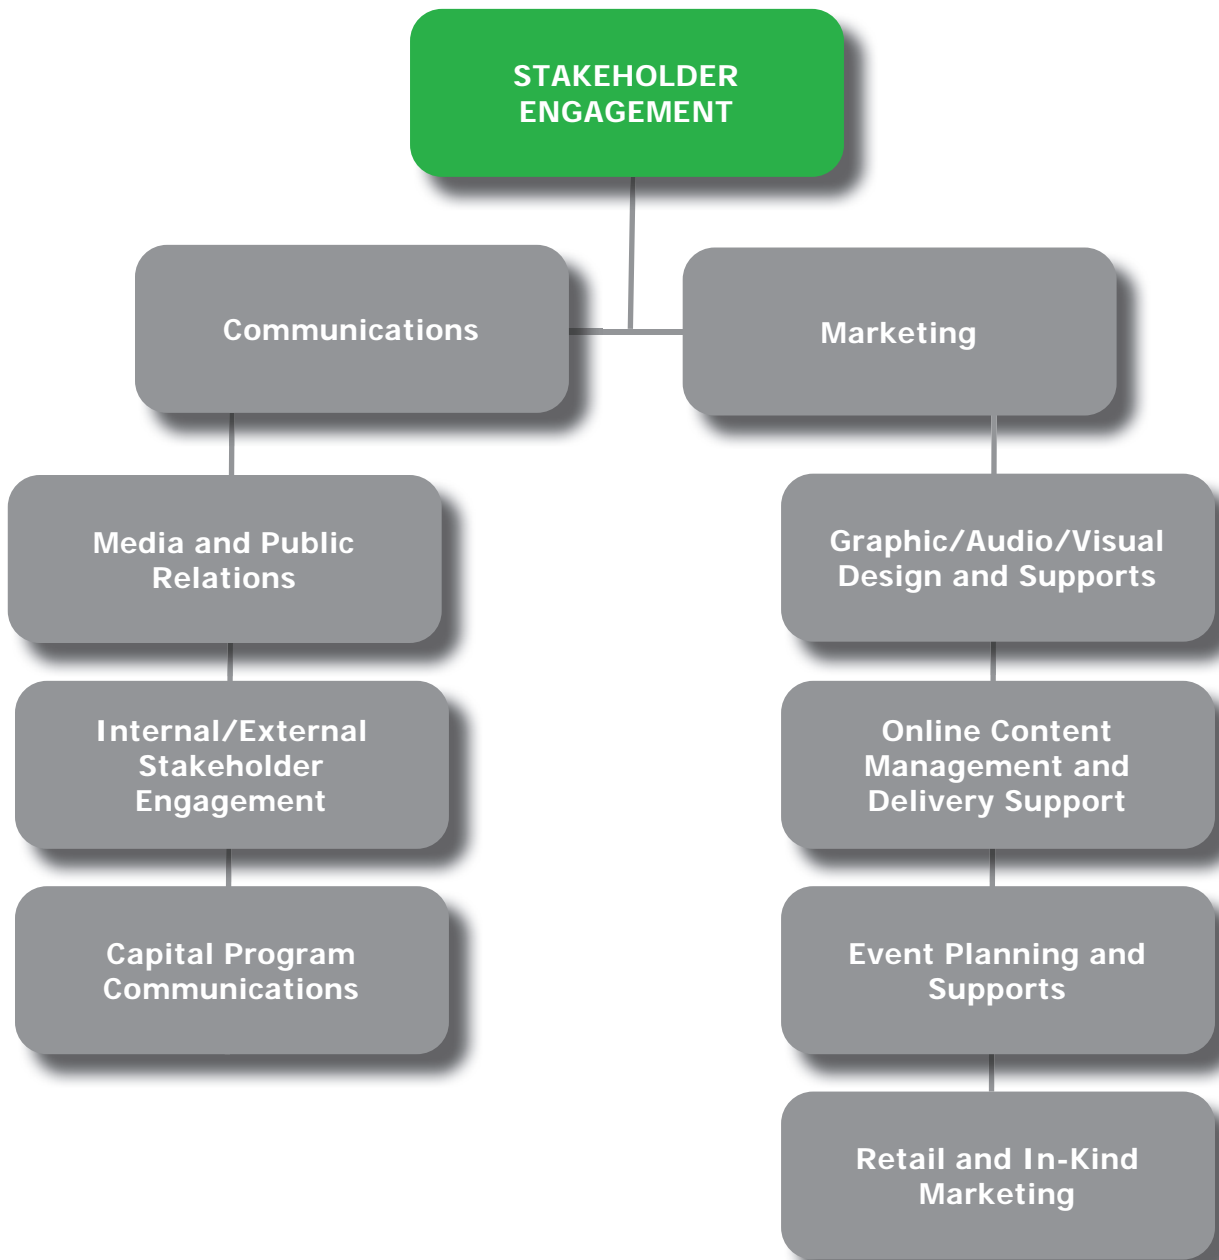 STAKEHOLDER
ENGAGEMENT
Communications
Marketing
Media and Public
Relations
Internal/External
Stakeholder
Engagement
Capital Program
Communications
Graphic/Audio/Visual
Design and Supports
Online Content
Management and
Delivery Support
Event Planning and
Supports
Retail and In-Kind
Marketing